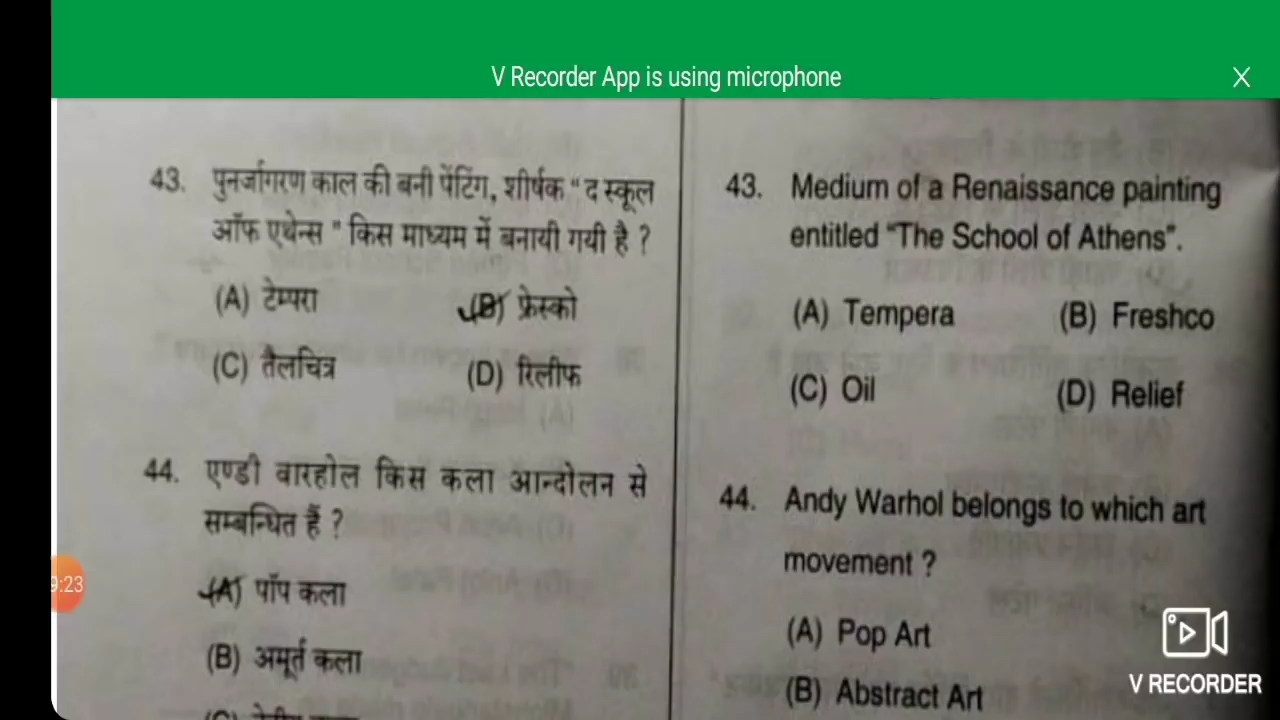 V Recorder App is using microphone
X
43. पुनर्जागरण काल की बनी पेंटिंग, शीर्षक “द स्कूल
ऑफ एथेन्स” किस माध्यम में बनायी गयी है ?
(A) टेम्परा (B) फ्रेस्को
(C) तैलचित्र (D) रिलीफ
44. एण्डी वारहोल किस कला आन्दोलन से
सम्बन्धित हैं ?
(A) पॉप कला
(B) अमूर्त कला
43. Medium of a Renaissance painting
entitled “The School of Athens”.
(A) Tempera (B) Freshco
(C) Oil (D) Relief
44. Andy Warhol belongs to which art
movement ?
(A) Pop Art
(B) Abstract Art
9:23
V RECORDER